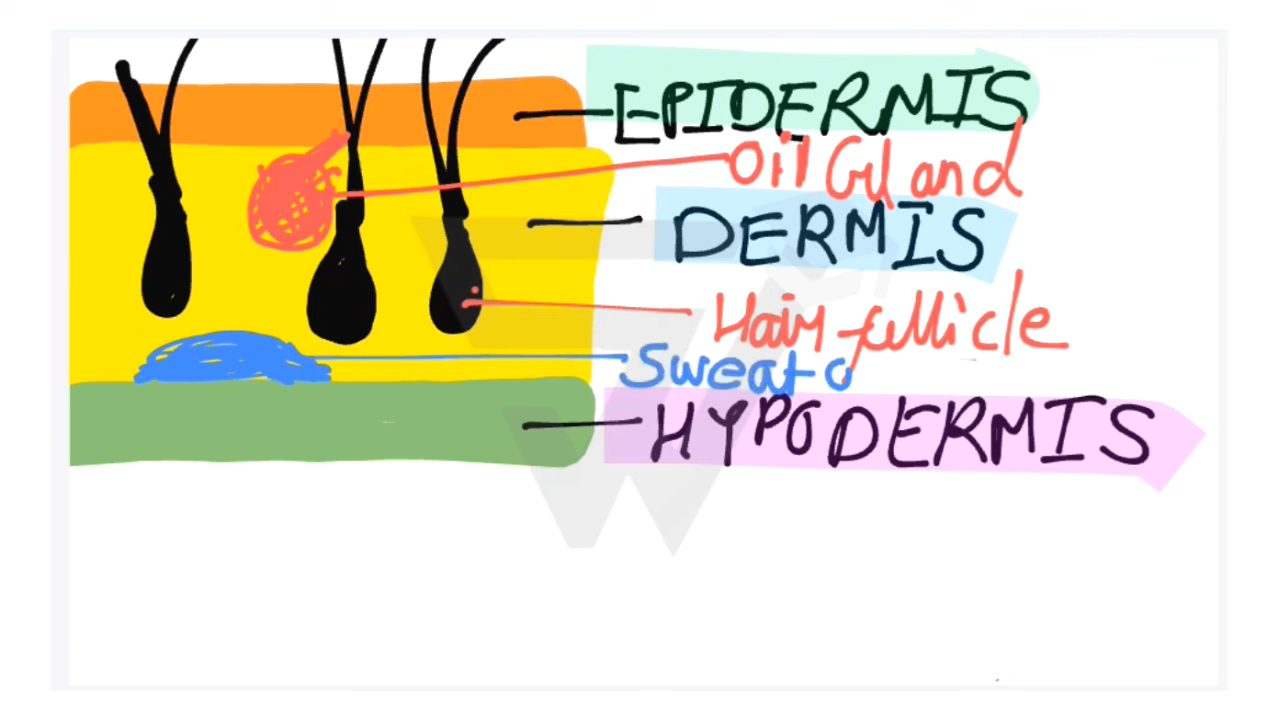 EPIDERMIS
Oil Gland
DERMIS
Hair follicle
Sweat
HYPODERMIS